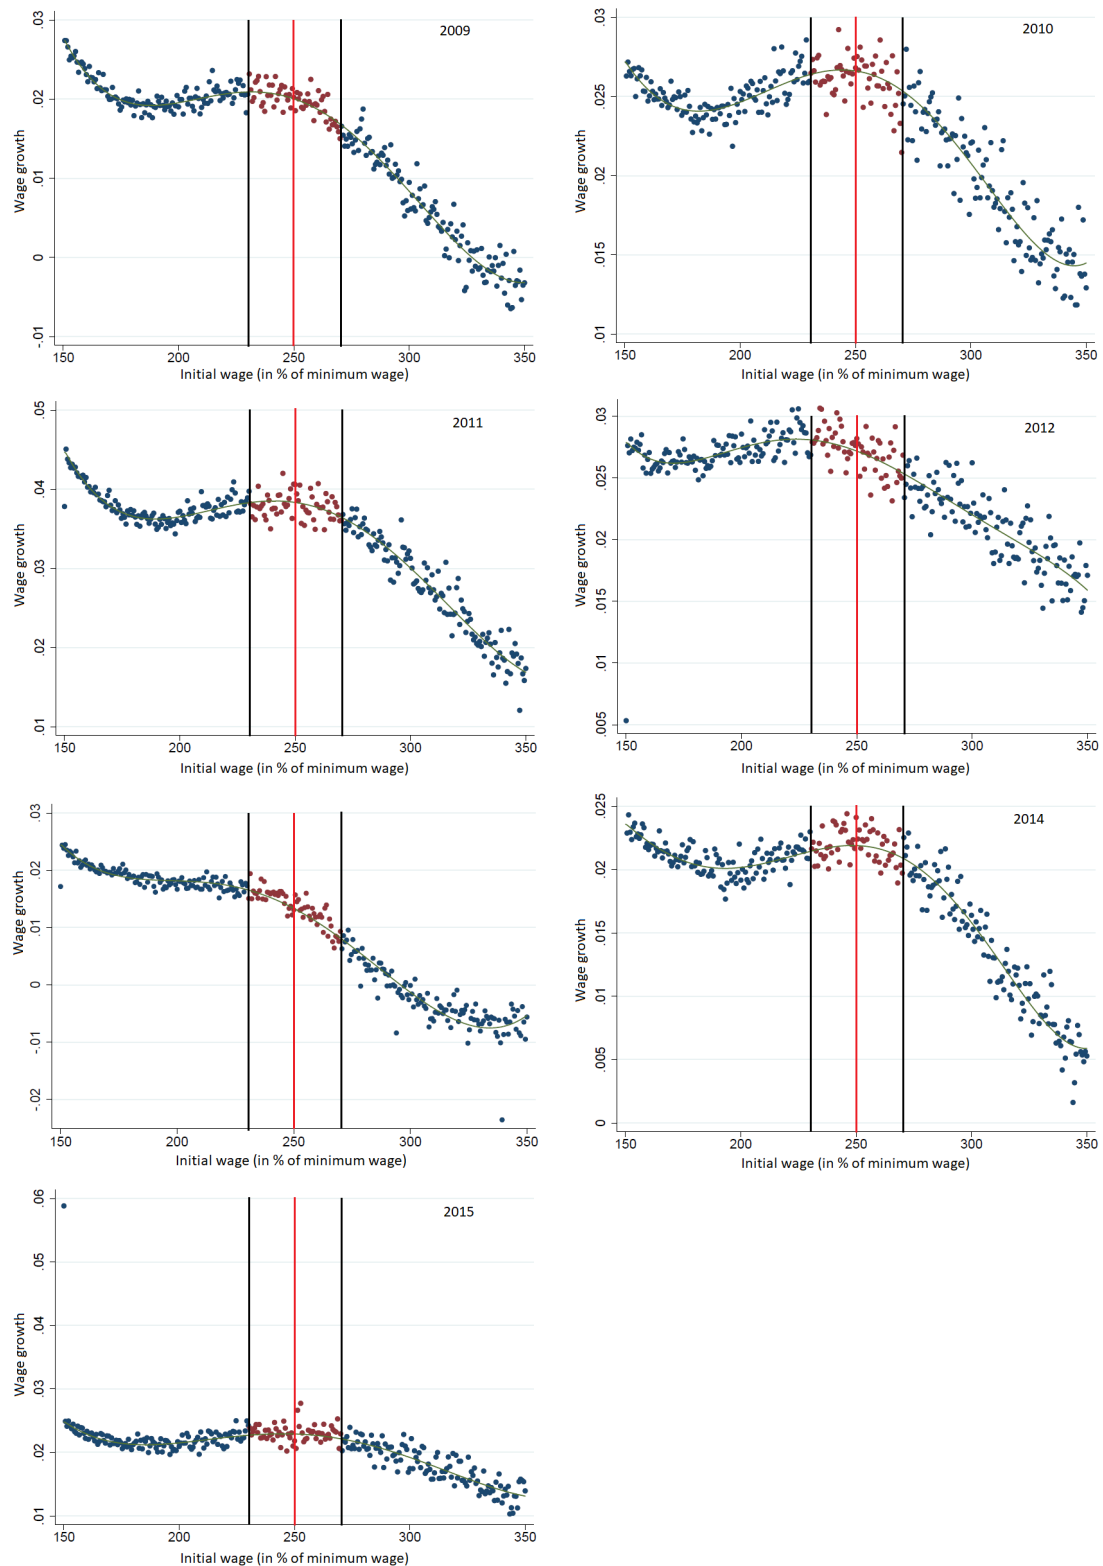 2009
Wage growth
.03
.02
.01
0
-.01
150 200 250 300 350
Initial wage (in % of minimum wage)
2010
Wage growth
.03
.025
.02
.015
.01
150 200 250 300 350
Initial wage (in % of minimum wage)
2011
Wage growth
.05
.04
.03
.02
.01
150 200 250 300 350
Initial wage (in % of minimum wage)
2012
Wage growth
.03
.025
.02
.015
.01
.005
150 200 250 300 350
Initial wage (in % of minimum wage)
Wage growth
.03
.02
.01
0
-.01
-.02
150 200 250 300 350
Initial wage (in % of minimum wage)
2014
Wage growth
.025
.02
.015
.01
.005
0
150 200 250 300 350
Initial wage (in % of minimum wage)
2015
Wage growth
.06
.05
.04
.03
.02
.01
150 200 250 300 350
Initial wage (in % of minimum wage)